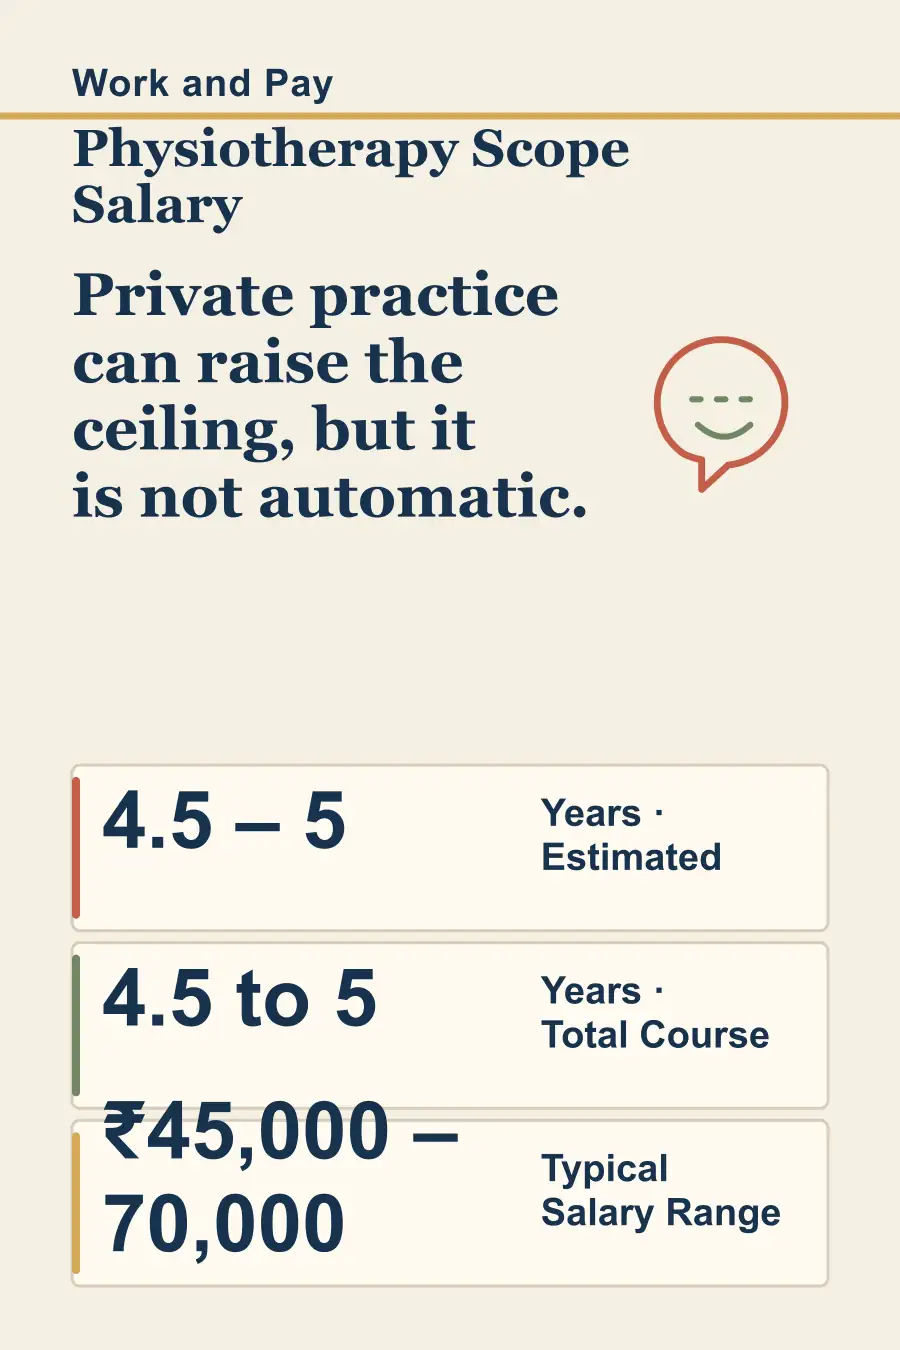 Work and Pay
Physiotherapy Scope
Salary
Private practice
can raise the
ceiling, but it
is not automatic.
4.5 – 5
Years ·
Estimated
4.5 to 5
Years ·
Total Course
₹45,000 –
70,000
Typical
Salary Range